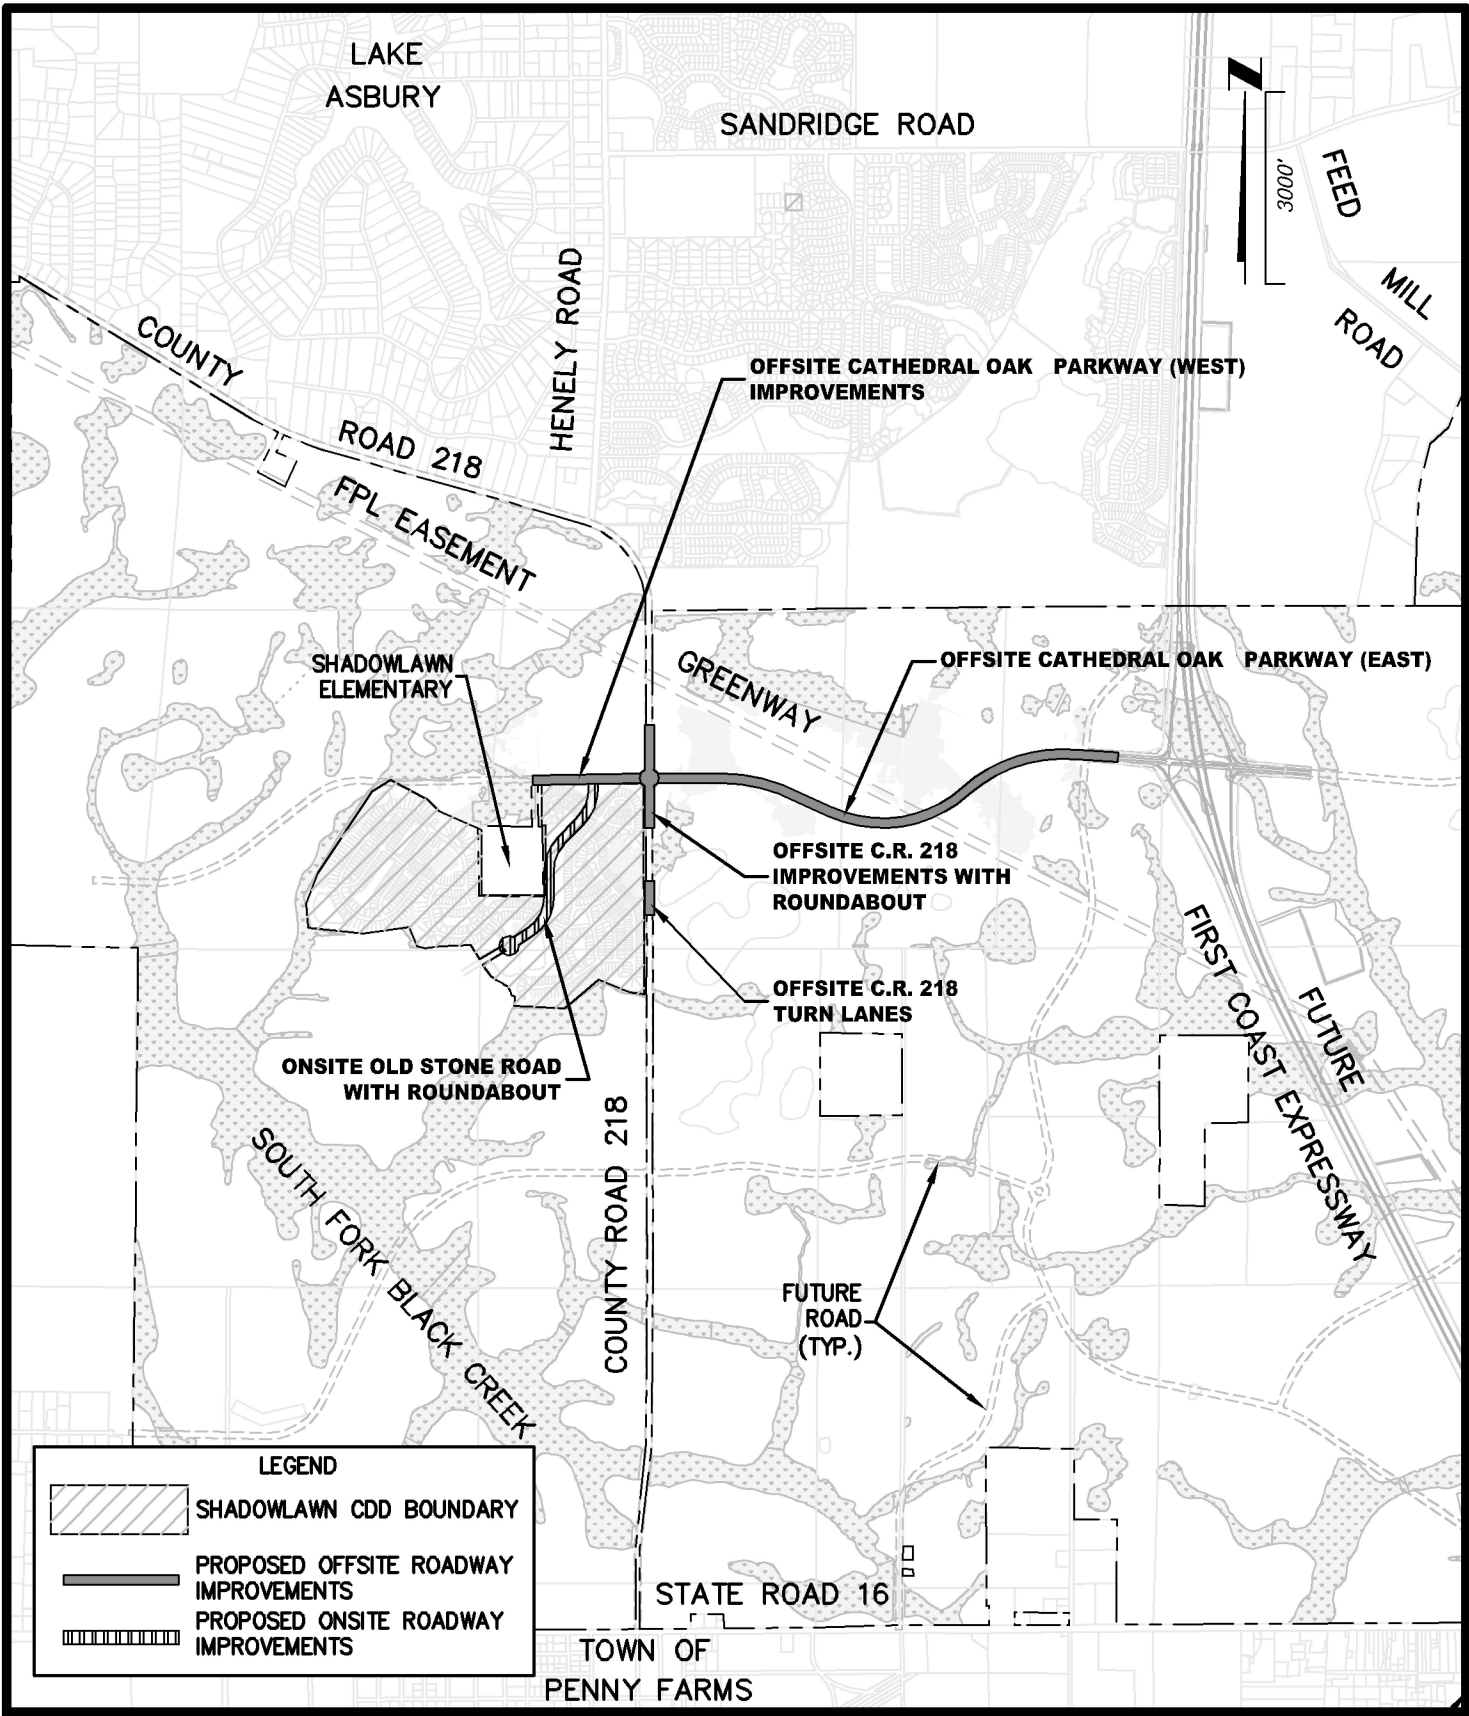 LAKE
ASBURY
SANDRIDGE ROAD
N
3000'
FEED
MILL
ROAD
HENELY ROAD
COUNTY
ROAD 218
FPL EASEMENT
OFFSITE CATHEDRAL OAK PARKWAY (WEST)
IMPROVEMENTS
SHADOWLAWN
ELEMENTARY
GREENWAY
OFFSITE CATHEDRAL OAK PARKWAY (EAST)
OFFSITE C.R. 218
IMPROVEMENTS WITH
ROUNDABOUT
OFFSITE C.R. 218
TURN LANES
FUTURE
FIRST COAST EXPRESSWAY
ONSITE OLD STONE ROAD
WITH ROUNDABOUT
SOUTH FORK BLACK CREEK
COUNTY ROAD 218
FUTURE
ROAD
(TYP.)
LEGEND
SHADOWLAWN CDD BOUNDARY
PROPOSED OFFSITE ROADWAY
IMPROVEMENTS
PROPOSED ONSITE ROADWAY
IMPROVEMENTS
STATE ROAD 16
TOWN OF
PENNY FARMS